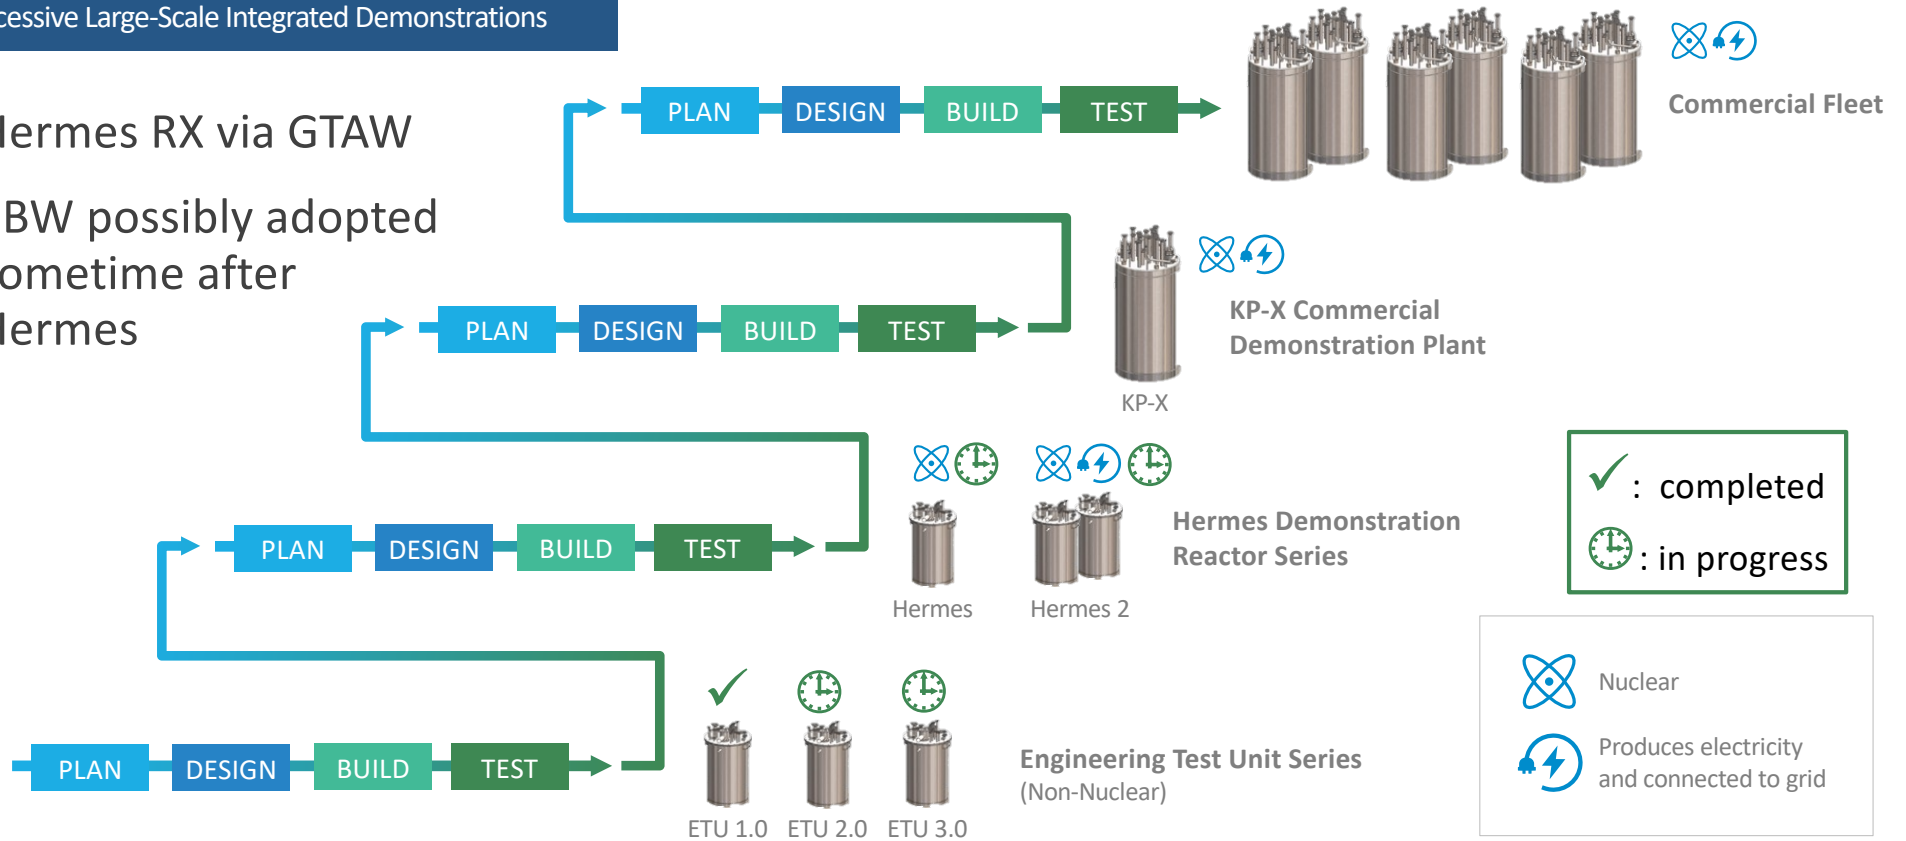 cessive Large-Scale Integrated Demonstrations
ermes RX via GTAW
BW possibly adopted
ometime after
ermes
PLAN DESIGN BUILD TEST
Commercial Fleet
PLAN DESIGN BUILD TEST
KP-X Commercial
Demonstration Plant
KP-X
PLAN DESIGN BUILD TEST
Hermes Demonstration
Reactor Series
Hermes Hermes 2
: completed
: in progress
Nuclear
Produces electricity
and connected to grid
PLAN DESIGN BUILD TEST
Engineering Test Unit Series
(Non-Nuclear)
ETU 1.0 ETU 2.0 ETU 3.0